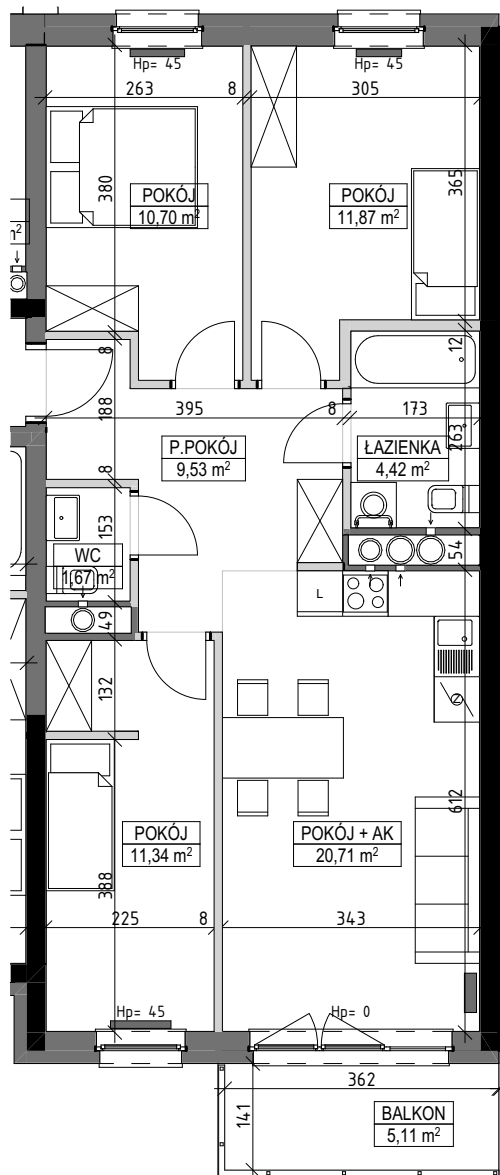 Hp= 45
Hp= 45
263
8
305
380
365
POKÓJ
10,70 m²
POKÓJ
11,87 m²
m²
8
12
188
395
8
173
P.POKÓJ
9,53 m²
ŁAZIENKA
4,42 m²
263
8
153
WC
1,67 m²
54
49
L
132
Z
612
POKÓJ
11,34 m²
POKÓJ + AK
20,71 m²
388
225
8
343
Hp= 45
Hp= 0
362
141
BALKON
5,11 m²